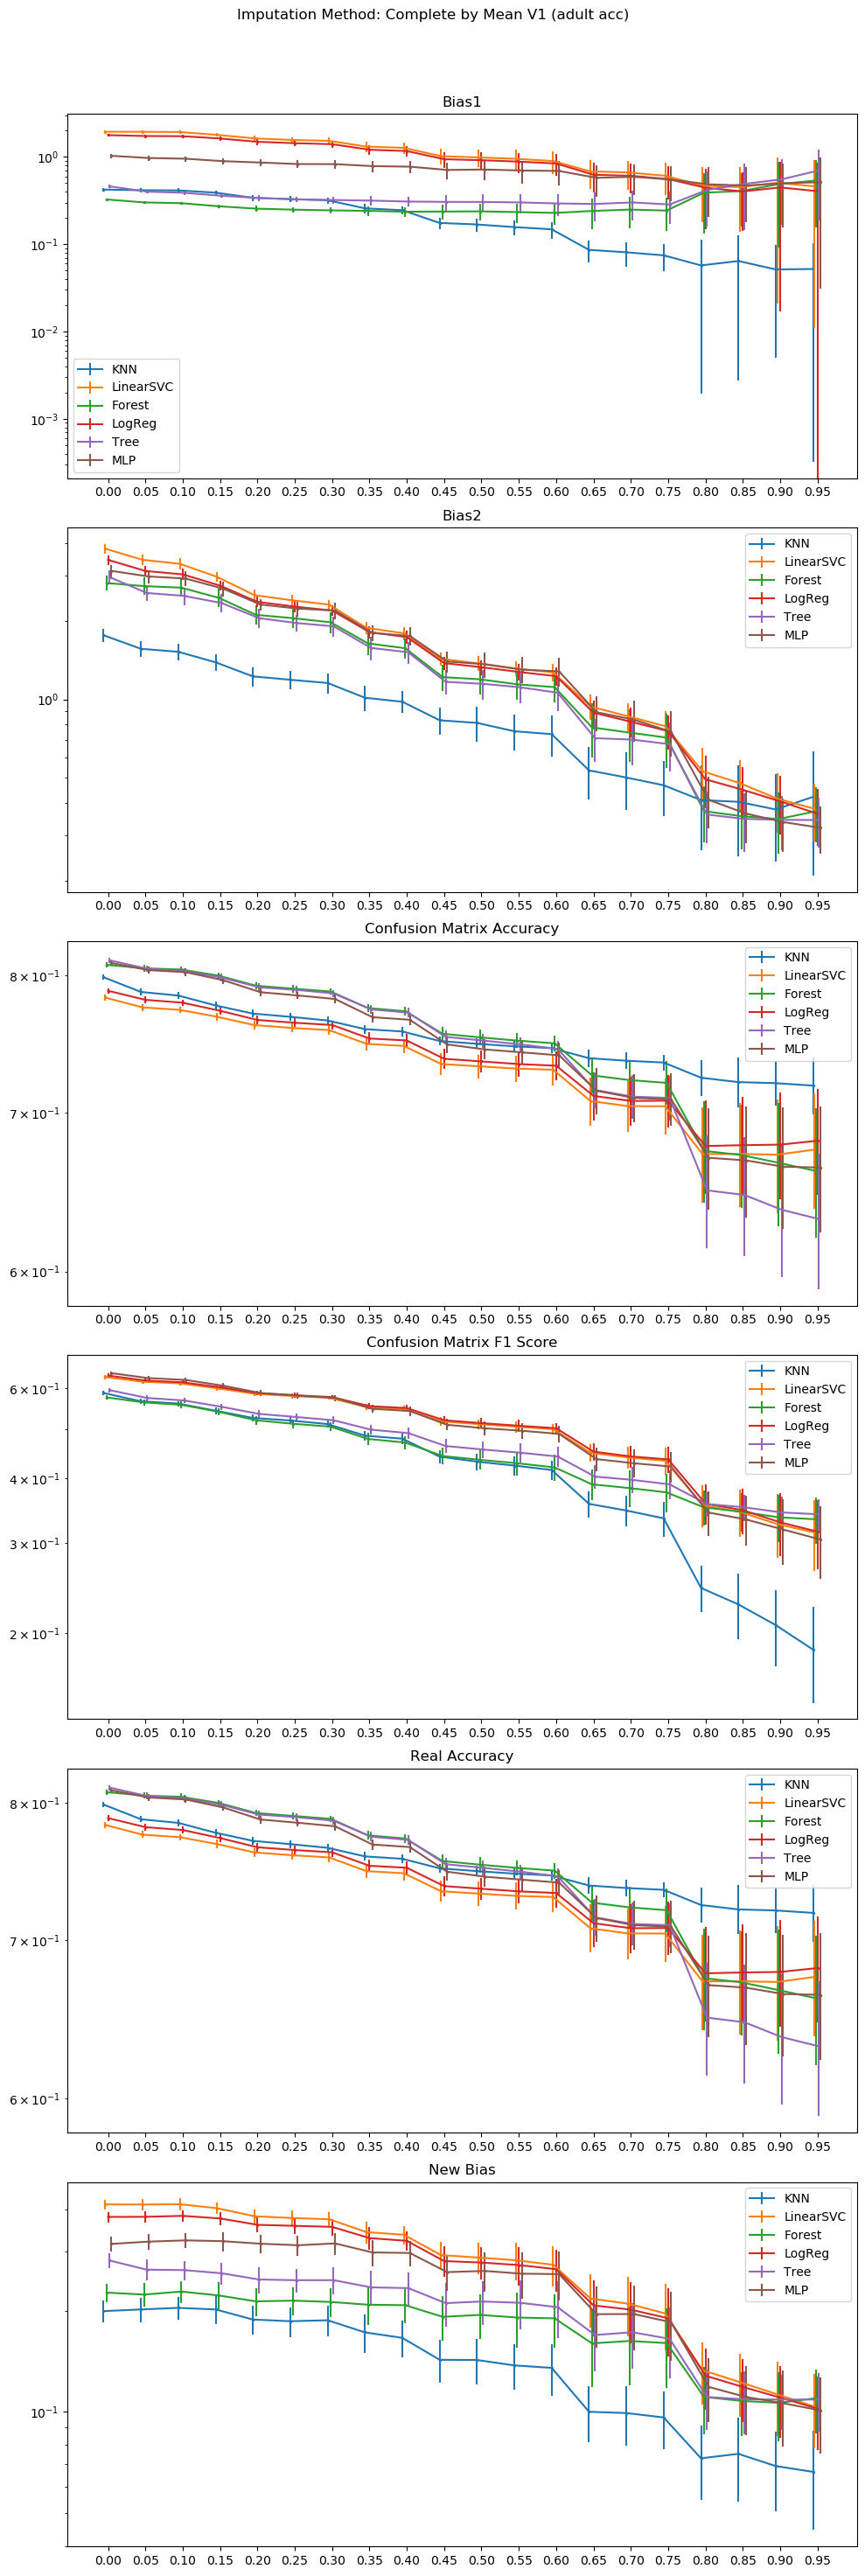 Imputation Method: Complete by Mean V1 (adult acc)
Bias1
10⁰
10⁻¹
10⁻²
10⁻³
KNN
LinearSVC
Forest
LogReg
Tree
MLP
0.00 0.05 0.10 0.15 0.20 0.25 0.30 0.35 0.40 0.45 0.50 0.55 0.60 0.65 0.70 0.75 0.80 0.85 0.90 0.95
Bias2
KNN
LinearSVC
Forest
LogReg
Tree
MLP
10⁰
0.00 0.05 0.10 0.15 0.20 0.25 0.30 0.35 0.40 0.45 0.50 0.55 0.60 0.65 0.70 0.75 0.80 0.85 0.90 0.95
Confusion Matrix Accuracy
KNN
LinearSVC
Forest
LogReg
Tree
MLP
8 × 10⁻¹
7 × 10⁻¹
6 × 10⁻¹
0.00 0.05 0.10 0.15 0.20 0.25 0.30 0.35 0.40 0.45 0.50 0.55 0.60 0.65 0.70 0.75 0.80 0.85 0.90 0.95
Confusion Matrix F1 Score
KNN
LinearSVC
Forest
LogReg
Tree
MLP
6 × 10⁻¹
4 × 10⁻¹
3 × 10⁻¹
2 × 10⁻¹
0.00 0.05 0.10 0.15 0.20 0.25 0.30 0.35 0.40 0.45 0.50 0.55 0.60 0.65 0.70 0.75 0.80 0.85 0.90 0.95
Real Accuracy
KNN
LinearSVC
Forest
LogReg
Tree
MLP
8 × 10⁻¹
7 × 10⁻¹
6 × 10⁻¹
0.00 0.05 0.10 0.15 0.20 0.25 0.30 0.35 0.40 0.45 0.50 0.55 0.60 0.65 0.70 0.75 0.80 0.85 0.90 0.95
New Bias
KNN
LinearSVC
Forest
LogReg
Tree
MLP
10⁻¹
0.00 0.05 0.10 0.15 0.20 0.25 0.30 0.35 0.40 0.45 0.50 0.55 0.60 0.65 0.70 0.75 0.80 0.85 0.90 0.95